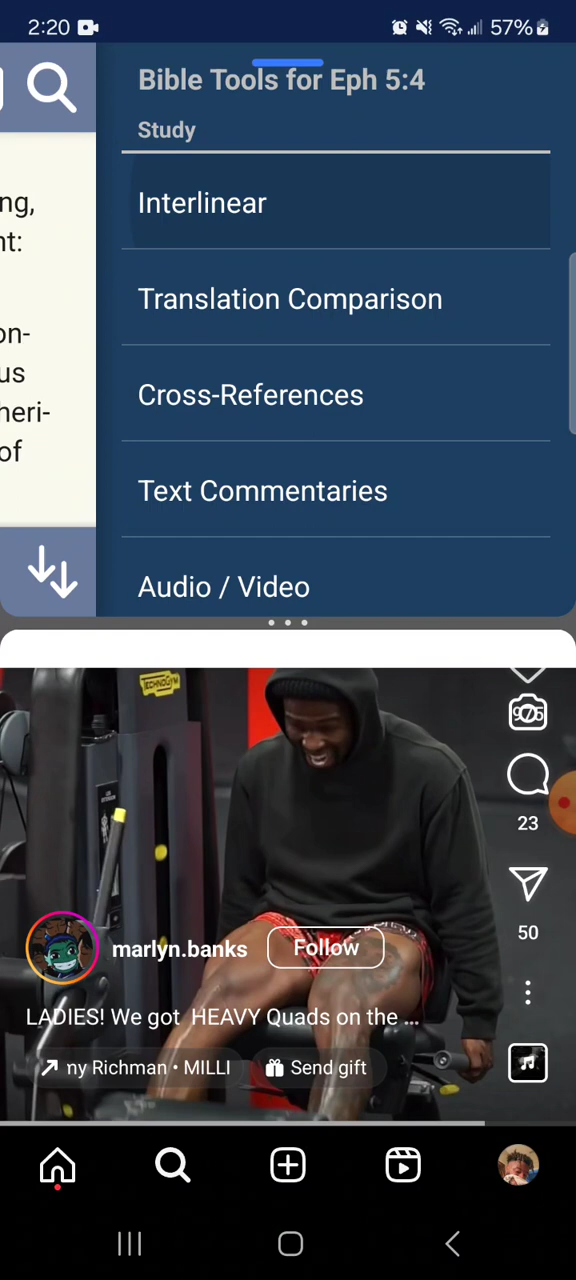 2:20
57%
Bible Tools for Eph 5:4
Study
ng,
Interlinear
nt:
Translation Comparison
on-
us
Cross-References
heri-
of
Text Commentaries
Audio / Video
TECHNOGYM
23
50
marlyn.banks
Follow
LADIES! We got HEAVY Quads on the ...
ny Richman • MILLI
Send gift